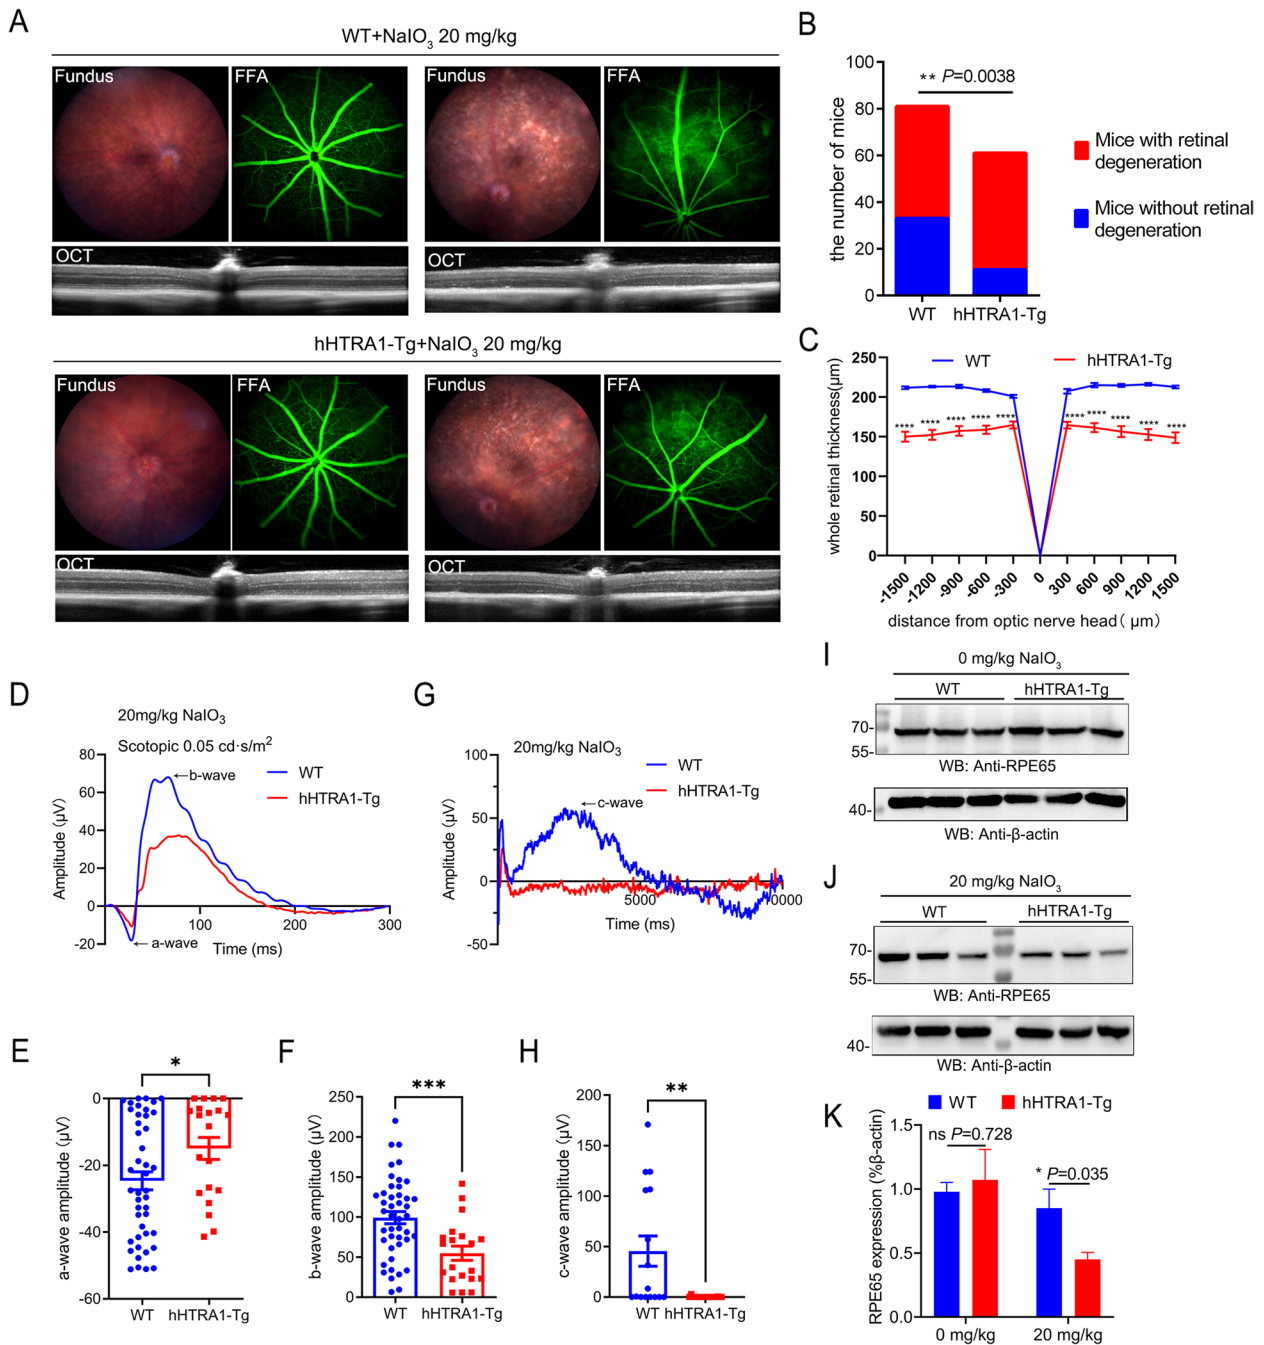 A
WT+NaIO3 20 mg/kg
Fundus
FFA
Fundus
FFA
OCT
OCT
hHTRA1-Tg+NaIO3 20 mg/kg
Fundus
FFA
Fundus
FFA
OCT
OCT
B
** P=0.0038
100
80
60
40
20
0
the number of mice
WT
hHTRA1-Tg
Mice with retinal
degeneration
Mice without retinal
degeneration
C
WT
hHTRA1-Tg
250
200
150
100
50
0
whole retinal thickness(μm)
**** **** **** **** **** **** **** **** **** ****
-1500 -1200 -900 -600 -300 0 300 600 900 1200 1500
distance from optic nerve head( μm)
D
20mg/kg NaIO3
Scotopic 0.05 cd·s/m2
WT
hHTRA1-Tg
←b-wave
←a-wave
80
60
40
20
0
-20
Amplitude (μV)
100
200
300
Time (ms)
G
20mg/kg NaIO3
WT
hHTRA1-Tg
←c-wave
100
50
0
-50
Amplitude (μV)
5000
10000
Time (ms)
I
0 mg/kg NaIO3
WT
hHTRA1-Tg
70-
55-
WB: Anti-RPE65
40-
WB: Anti-β-actin
J
20 mg/kg NaIO3
WT
hHTRA1-Tg
70-
55-
WB: Anti-RPE65
40-
WB: Anti-β-actin
E
*
0
-20
-40
-60
a-wave amplitude (μV)
WT
hHTRA1-Tg
F
***
250
200
150
100
50
0
b-wave amplitude (μV)
WT
hHTRA1-Tg
H
**
200
150
100
50
0
c-wave amplitude (μV)
WT
hHTRA1-Tg
K
WT
hHTRA1-Tg
1.5
1.0
0.5
0.0
RPE65 expression (%β-actin)
ns P=0.728
* P=0.035
0 mg/kg
20 mg/kg